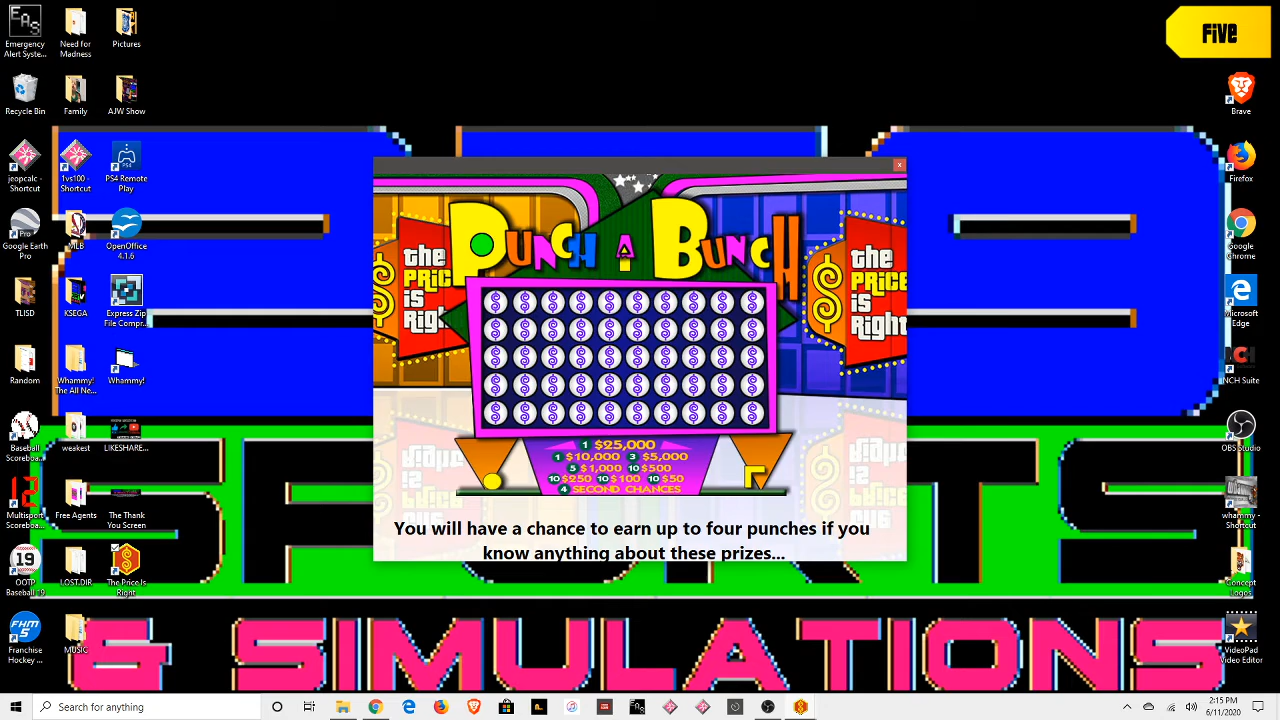 Emergency
Alert Syste...
Need for
Madness
Pictures
FiVE
Recycle Bin
Family
AJW Show
Brave
jeopcalc -
Shortcut
1vs100 -
Shortcut
PS4 Remote
Play
Firefox
Google Earth
Pro
MLB
OpenOffice
4.1.6
Google
Chrome
TLISD
KSEGA
Express Zip
File Compr...
Microsoft
Edge
Random
Whammy!
The All Ne...
Whammy!
NCH Suite
Baseball
Scoreboa...
weakest
LIKESHARE...
OBS Studio
Multisport
Scoreboa...
Free Agents
The Thank
You Screen
whammy -
Shortcut
OOTP
Baseball 19
LOST.DIR
The Price Is
Right
Concept
Logos
Franchise
Hockey ...
MUSIC
VideoPad
Video Editor
x
PUNCH A BUNCH
the
PRiCE
iS
Right
the
PRiCE
iS
Right
1 $25,000
1 $10,000 3 $5,000
5 $1,000 10 $500
10 $250 10 $100 10 $50
4 SECOND CHANCES
You will have a chance to earn up to four punches if you
know anything about these prizes...
SPORTS
& SIMULATIONS
Search for anything
2:15 PM
6/11/2020